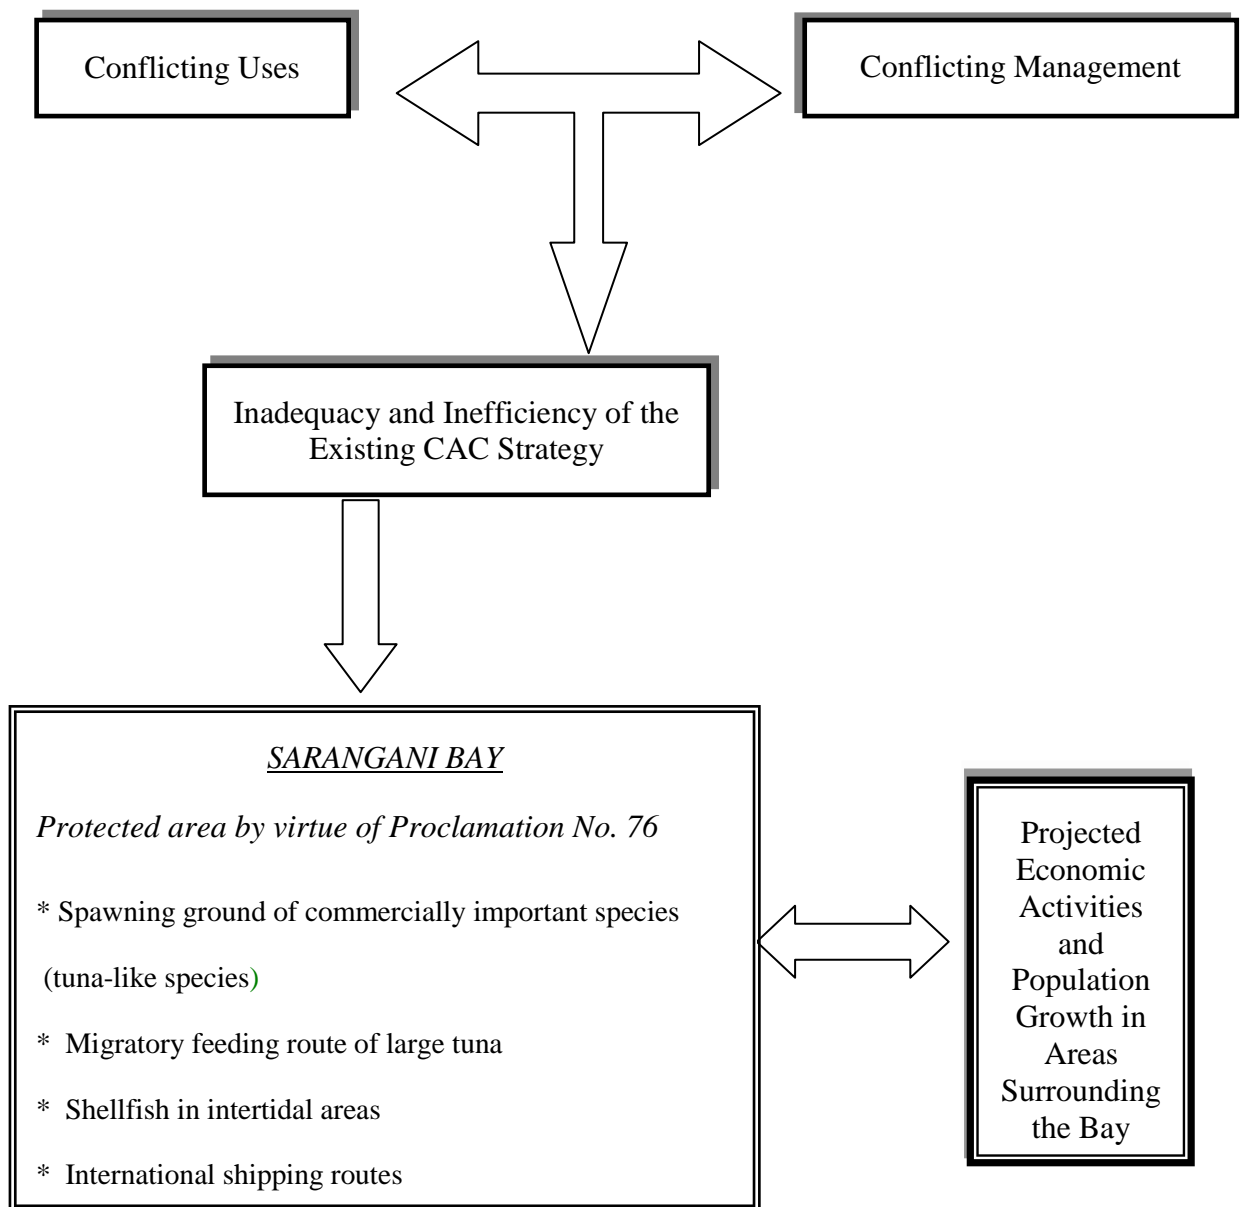 Conflicting Uses
Conflicting Management
Inadequacy and Inefficiency of the
Existing CAC Strategy
SARANGANI BAY
Protected area by virtue of Proclamation No. 76
* Spawning ground of commercially important species
(tuna-like species)
* Migratory feeding route of large tuna
* Shellfish in intertidal areas
* International shipping routes
Projected
Economic
Activities
and
Population
Growth in
Areas
Surrounding
the Bay